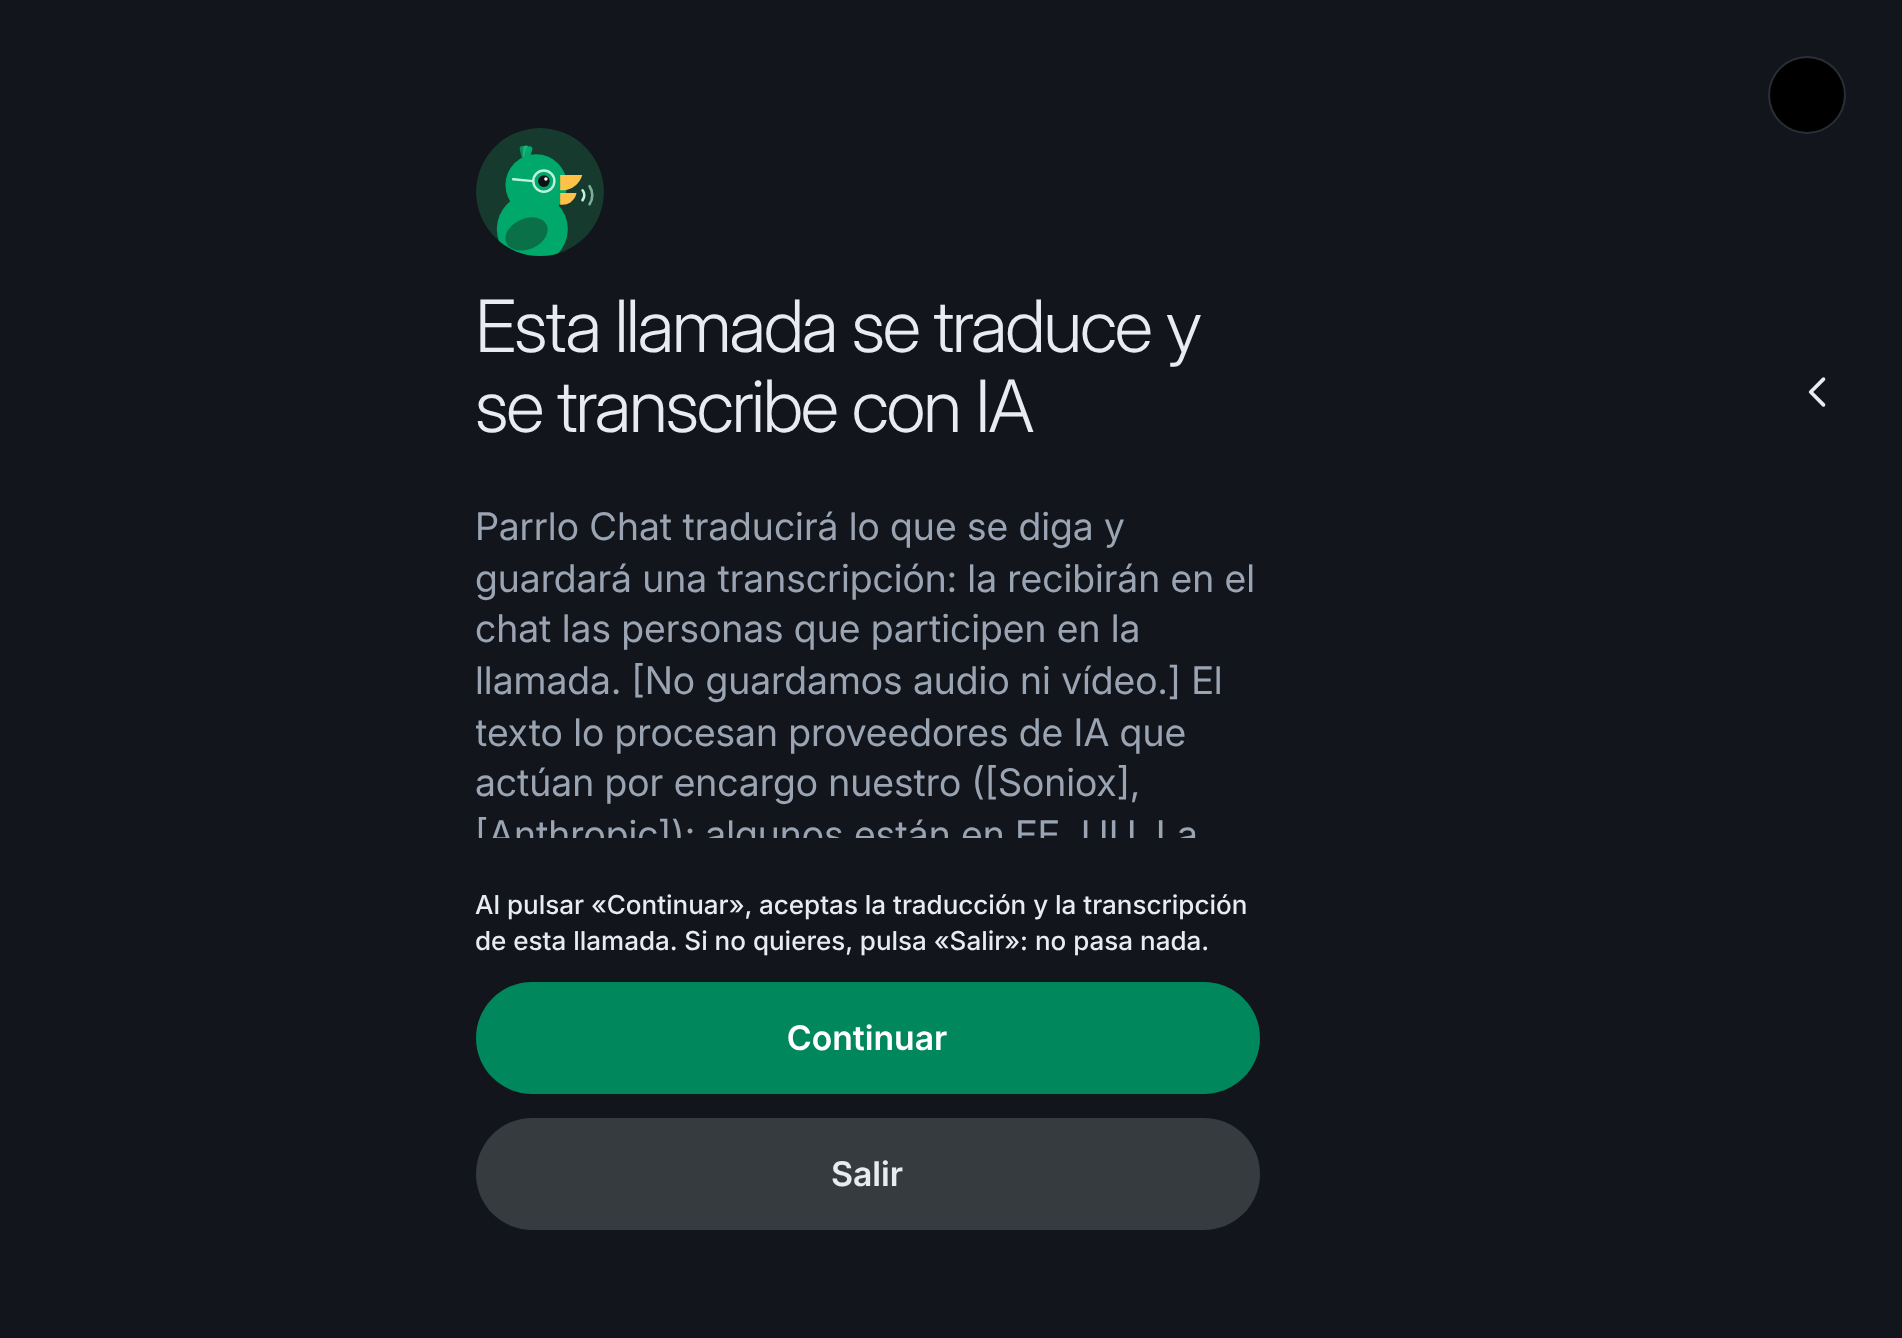 Esta llamada se traduce y
se transcribe con IA
Parrlo Chat traducirá lo que se diga y
guardará una transcripción: la recibirán en el
chat las personas que participen en la
llamada. [No guardamos audio ni vídeo.] El
texto lo procesan proveedores de IA que
actúan por encargo nuestro ([Soniox],
[Anthropic]); algunos están en EE. UU. La
Al pulsar «Continuar», aceptas la traducción y la transcripción
de esta llamada. Si no quieres, pulsa «Salir»: no pasa nada.
Continuar
Salir